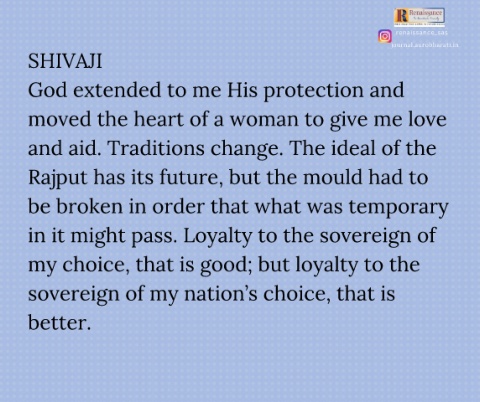 Renaissance
renaissance_sas
journal.aurobharati.in
SHIVAJI
God extended to me His protection and
moved the heart of a woman to give me love
and aid. Traditions change. The ideal of the
Rajput has its future, but the mould had to
be broken in order that what was temporary
in it might pass. Loyalty to the sovereign of
my choice, that is good; but loyalty to the
sovereign of my nation’s choice, that is
better.